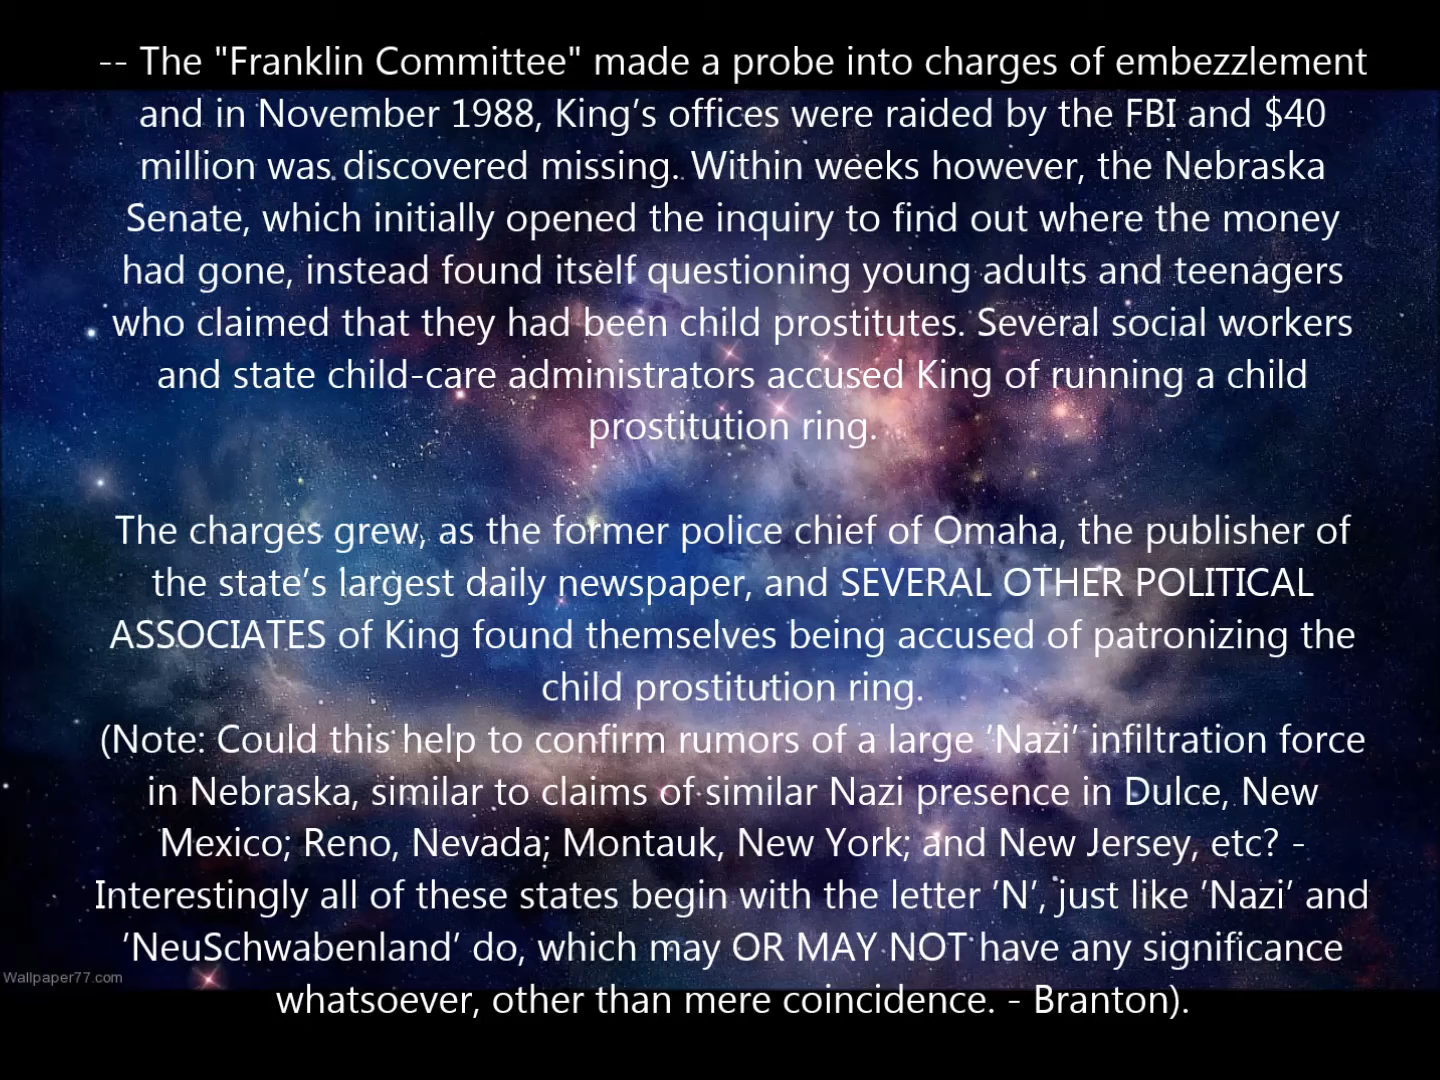 -- The "Franklin Committee" made a probe into charges of embezzlement
and in November 1988, King’s offices were raided by the FBI and $40
million was discovered missing. Within weeks however, the Nebraska
Senate, which initially opened the inquiry to find out where the money
had gone, instead found itself questioning young adults and teenagers
who claimed that they had been child prostitutes. Several social workers
and state child-care administrators accused King of running a child
prostitution ring.
The charges grew, as the former police chief of Omaha, the publisher of
the state’s largest daily newspaper, and SEVERAL OTHER POLITICAL
ASSOCIATES of King found themselves being accused of patronizing the
child prostitution ring.
(Note: Could this help to confirm rumors of a large ’Nazi’ infiltration force
in Nebraska, similar to claims of similar Nazi presence in Dulce, New
Mexico; Reno, Nevada; Montauk, New York; and New Jersey, etc? -
Interestingly all of these states begin with the letter ’N’, just like ’Nazi’ and
’NeuSchwabenland’ do, which may OR MAY NOT have any significance
whatsoever, other than mere coincidence. - Branton).
Wallpaper77.com